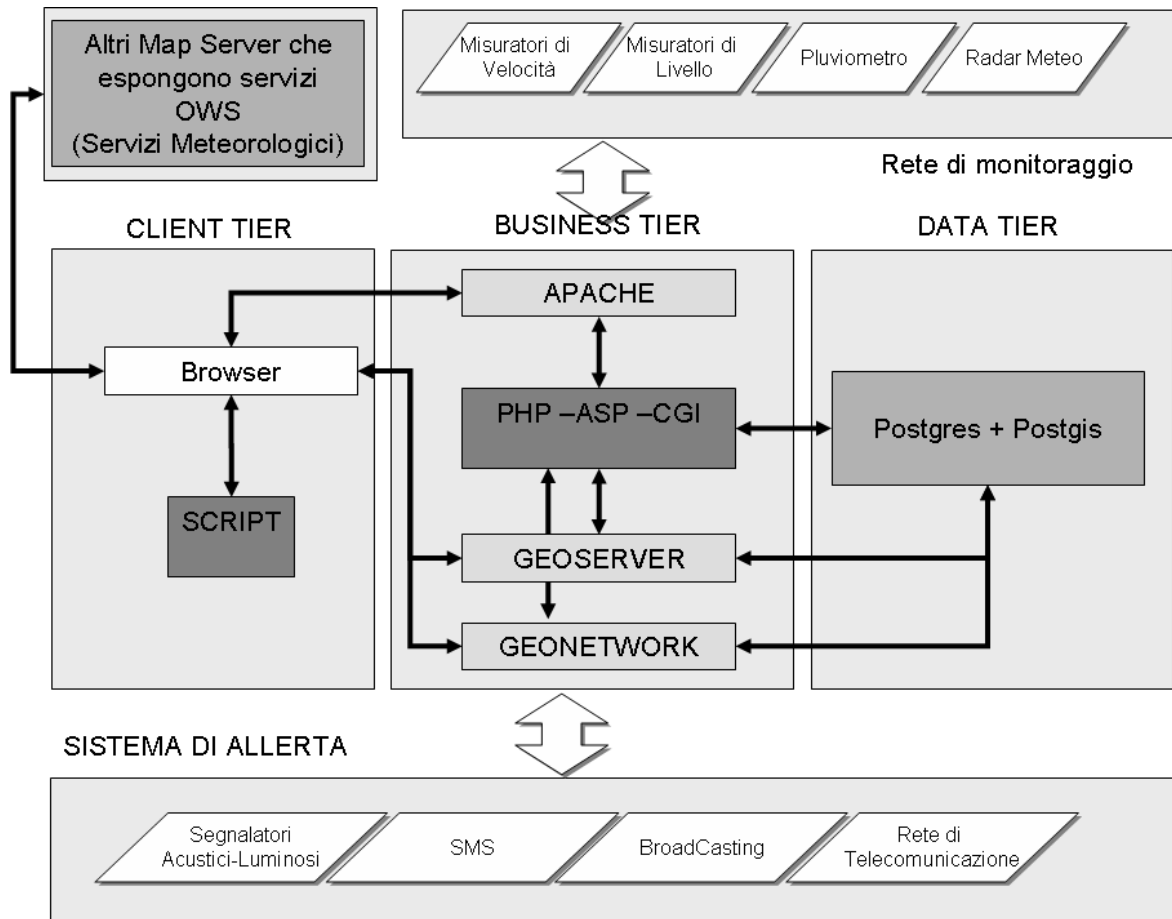 Altri Map Server che
espongono servizi
OWS
(Servizi Meteorologici)
Misuratori di
Velocità
Misuratori di
Livello
Pluviometro
Radar Meteo
Rete di monitoraggio
CLIENT TIER
BUSINESS TIER
DATA TIER
APACHE
Browser
PHP –ASP –CGI
Postgres + Postgis
SCRIPT
GEOSERVER
GEONETWORK
SISTEMA DI ALLERTA
Segnalatori
Acustici-Luminosi
SMS
BroadCasting
Rete di
Telecomunicazione